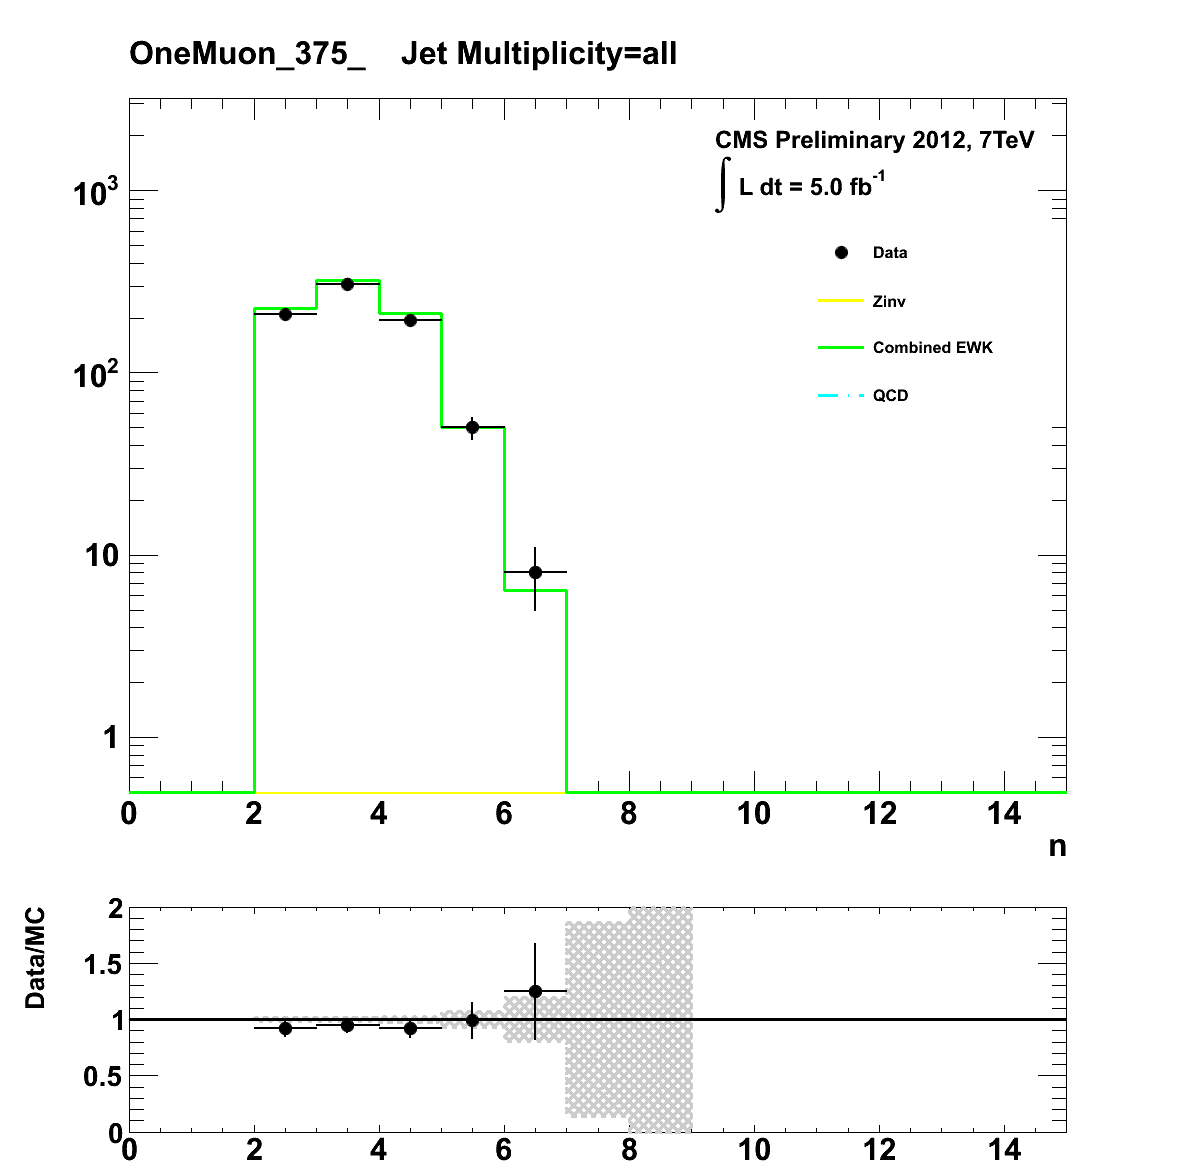 OneMuon_375_ Jet Multiplicity=all
CMS Preliminary 2012, 7TeV
∫ L dt = 5.0 fb⁻¹
Data
Zinv
Combined EWK
QCD
10³
10²
10
1
0 2 4 6 8 10 12 14
n
Data/MC
2
1.5
1
0.5
0
0 2 4 6 8 10 12 14